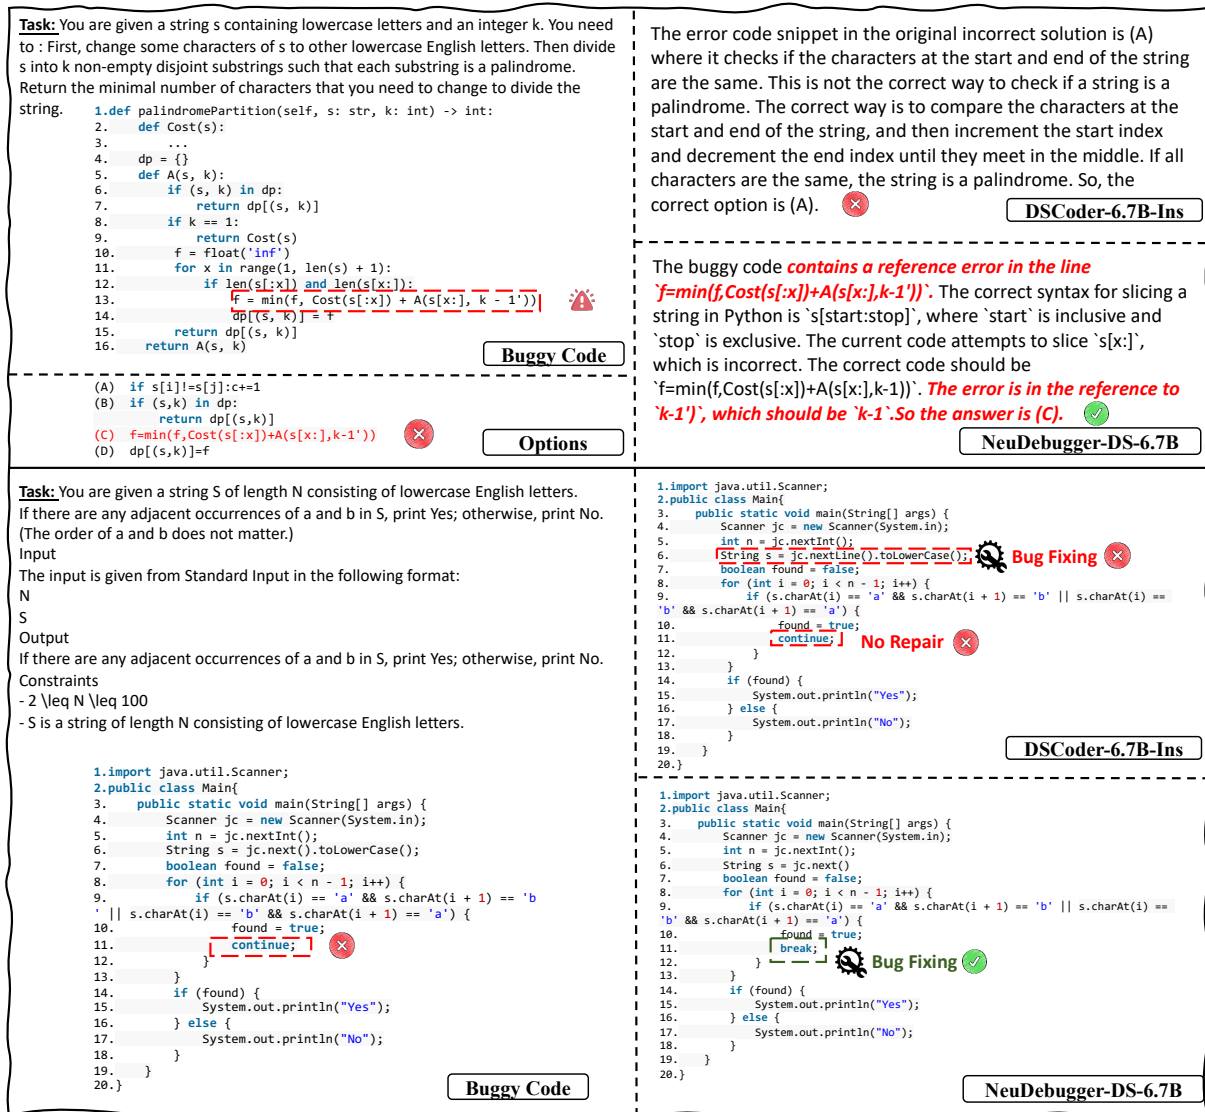 Task: You are given a string s containing lowercase letters and an integer k. You need
to : First, change some characters of s to other lowercase English letters. Then divide
s into k non-empty disjoint substrings such that each substring is a palindrome.
Return the minimal number of characters that you need to change to divide the
string.
1.def palindromePartition(self, s: str, k: int) -> int:
2.    def Cost(s):
3.        ...
4.    dp = {}
5.    def A(s, k):
6.        if (s, k) in dp:
7.            return dp[(s, k)]
8.        if k == 1:
9.            return Cost(s)
10.        f = float('inf')
11.        for x in range(1, len(s) + 1):
12.            if len(s[:x]) and len(s[x:]):
13.                f = min(f, Cost(s[:x]) + A(s[x:], k - 1'))
14.                dp[(s, k)] = f
15.        return dp[(s, k)]
16.    return A(s, k)
Buggy Code
(A)  if s[i]!=s[j]:c+=1
(B)  if (s,k) in dp:
return dp[(s,k)]
(C)  f=min(f,Cost(s[:x])+A(s[x:],k-1'))
(D)  dp[(s,k)]=f
Options
The error code snippet in the original incorrect solution is (A)
where it checks if the characters at the start and end of the string
are the same. This is not the correct way to check if a string is a
palindrome. The correct way is to compare the characters at the
start and end of the string, and then increment the start index
and decrement the end index until they meet in the middle. If all
characters are the same, the string is a palindrome. So, the
correct option is (A).
DSCoder-6.7B-Ins
The buggy code contains a reference error in the line
`f=min(f,Cost(s[:x])+A(s[x:],k-1'))`. The correct syntax for slicing a
string in Python is `s[start:stop]`, where `start` is inclusive and
`stop` is exclusive. The current code attempts to slice `s[x:]`,
which is incorrect. The correct code should be
`f=min(f,Cost(s[:x])+A(s[x:],k-1))`. The error is in the reference to
`k-1')`, which should be `k-1`.So the answer is (C).
NeuDebugger-DS-6.7B
Task: You are given a string S of length N consisting of lowercase English letters.
If there are any adjacent occurrences of a and b in S, print Yes; otherwise, print No.
(The order of a and b does not matter.)
Input
The input is given from Standard Input in the following format:
N
S
Output
If there are any adjacent occurrences of a and b in S, print Yes; otherwise, print No.
Constraints
- 2 \leq N \leq 100
- S is a string of length N consisting of lowercase English letters.
1.import java.util.Scanner;
2.public class Main{
3.    public static void main(String[] args) {
4.        Scanner jc = new Scanner(System.in);
5.        int n = jc.nextInt();
6.        String s = jc.next().toLowerCase();
7.        boolean found = false;
8.        for (int i = 0; i < n - 1; i++) {
9.            if (s.charAt(i) == 'a' && s.charAt(i + 1) == 'b
' || s.charAt(i) == 'b' && s.charAt(i + 1) == 'a') {
10.                found = true;
11.                continue;
12.            }
13.        }
14.        if (found) {
15.            System.out.println("Yes");
16.        } else {
17.            System.out.println("No");
18.        }
19.    }
20.}
Buggy Code
1.import java.util.Scanner;
2.public class Main{
3.    public static void main(String[] args) {
4.        Scanner jc = new Scanner(System.in);
5.        int n = jc.nextInt();
6.        String s = jc.nextLine().toLowerCase(); Bug Fixing
7.        boolean found = false;
8.        for (int i = 0; i < n - 1; i++) {
9.            if (s.charAt(i) == 'a' && s.charAt(i + 1) == 'b' || s.charAt(i) ==
'b' && s.charAt(i + 1) == 'a') {
10.                found = true;
11.                continue; No Repair
12.            }
13.        }
14.        if (found) {
15.            System.out.println("Yes");
16.        } else {
17.            System.out.println("No");
18.        }
19.    }
20.}
DSCoder-6.7B-Ins
1.import java.util.Scanner;
2.public class Main{
3.    public static void main(String[] args) {
4.        Scanner jc = new Scanner(System.in);
5.        int n = jc.nextInt();
6.        String s = jc.next()
7.        boolean found = false;
8.        for (int i = 0; i < n - 1; i++) {
9.            if (s.charAt(i) == 'a' && s.charAt(i + 1) == 'b' || s.charAt(i) ==
'b' && s.charAt(i + 1) == 'a') {
10.                found = true;
11.                break;
12.            } Bug Fixing
13.        }
14.        if (found) {
15.            System.out.println("Yes");
16.        } else {
17.            System.out.println("No");
18.        }
19.    }
20.}
NeuDebugger-DS-6.7B